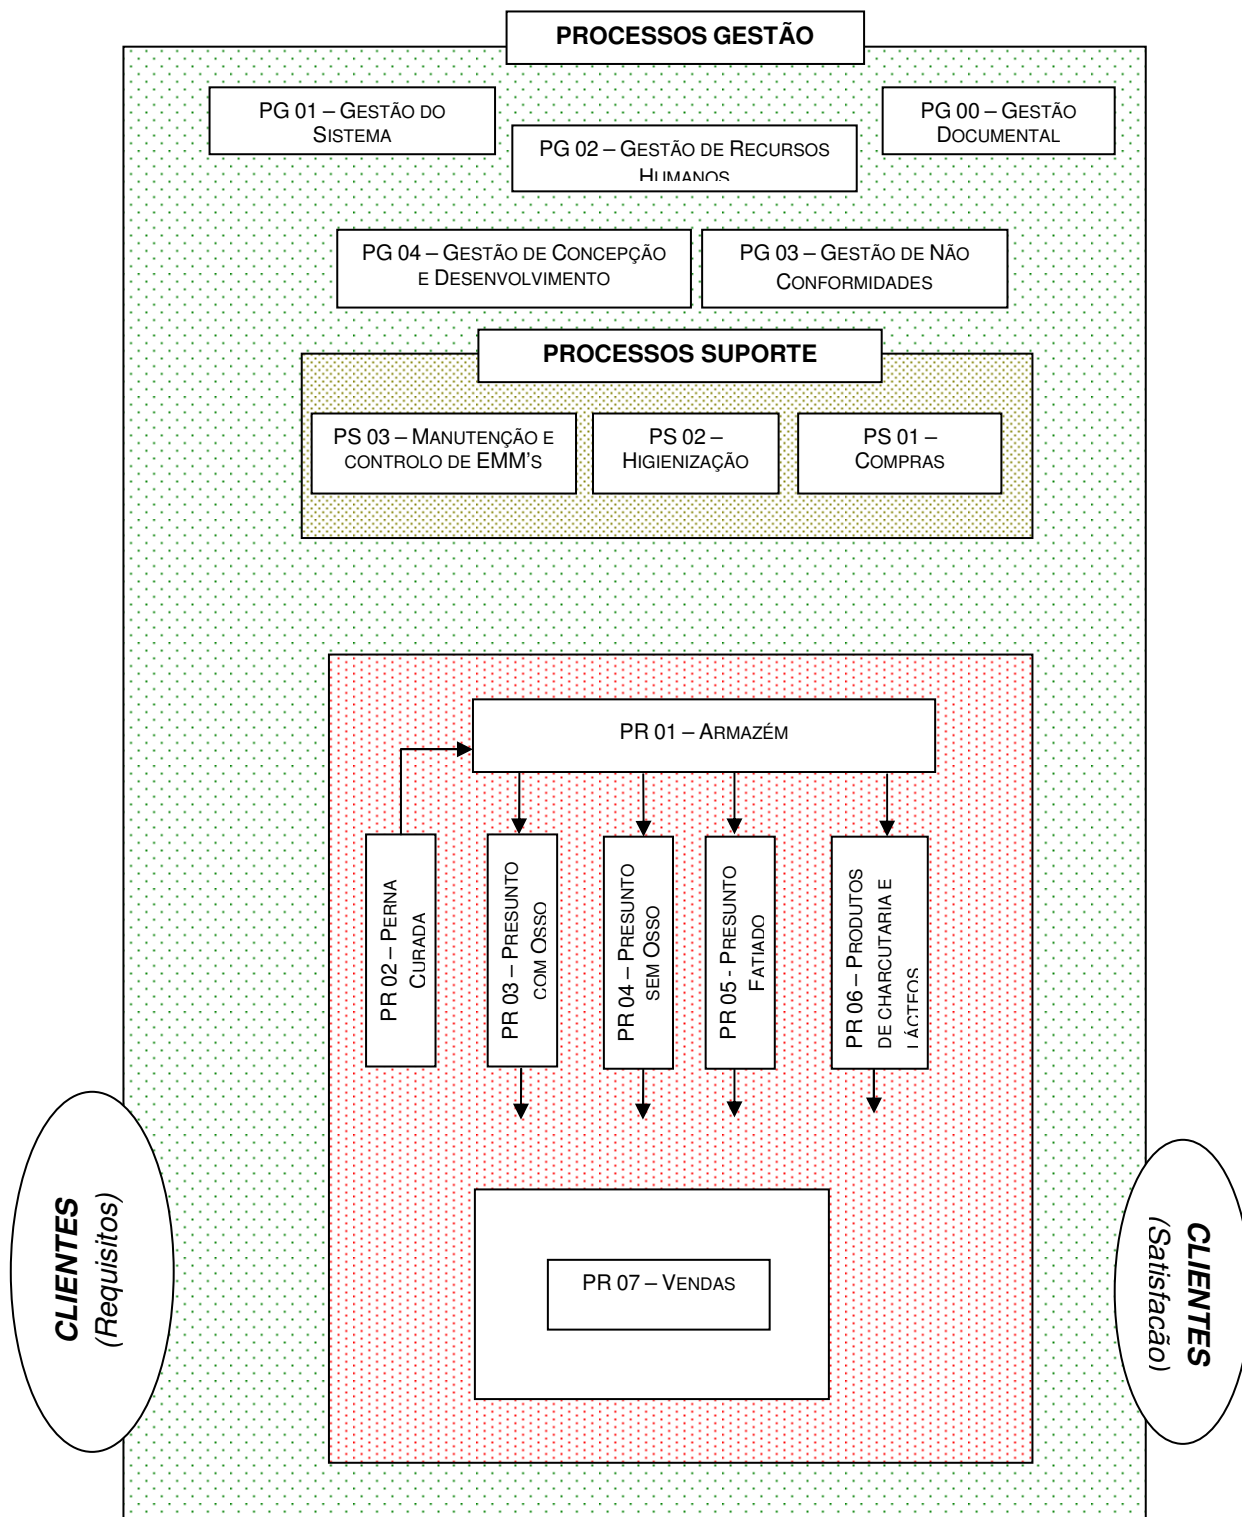 PROCESSOS GESTÃO
PG 01 – GESTÃO DO
SISTEMA
PG 00 – GESTÃO
DOCUMENTAL
PG 02 – GESTÃO DE RECURSOS
HUMANOS
PG 04 – GESTÃO DE CONCEPÇÃO
E DESENVOLVIMENTO
PG 03 – GESTÃO DE NÃO
CONFORMIDADES
PROCESSOS SUPORTE
PS 03 – MANUTENÇÃO E
CONTROLO DE EMM'S
PS 02 –
HIGIENIZAÇÃO
PS 01 –
COMPRAS
PR 01 – ARMAZÉM
PR 02 – PERNA
CURADA
PR 03 – PRESUNTO
COM OSSO
PR 04 – PRESUNTO
SEM OSSO
PR 05 - PRESUNTO
FATIADO
PR 06 – PRODUTOS
DE CHARCUTARIA E
LÁCTEOS
CLIENTES
(Requisitos)
PR 07 – VENDAS
CLIENTES
(Satisfação)